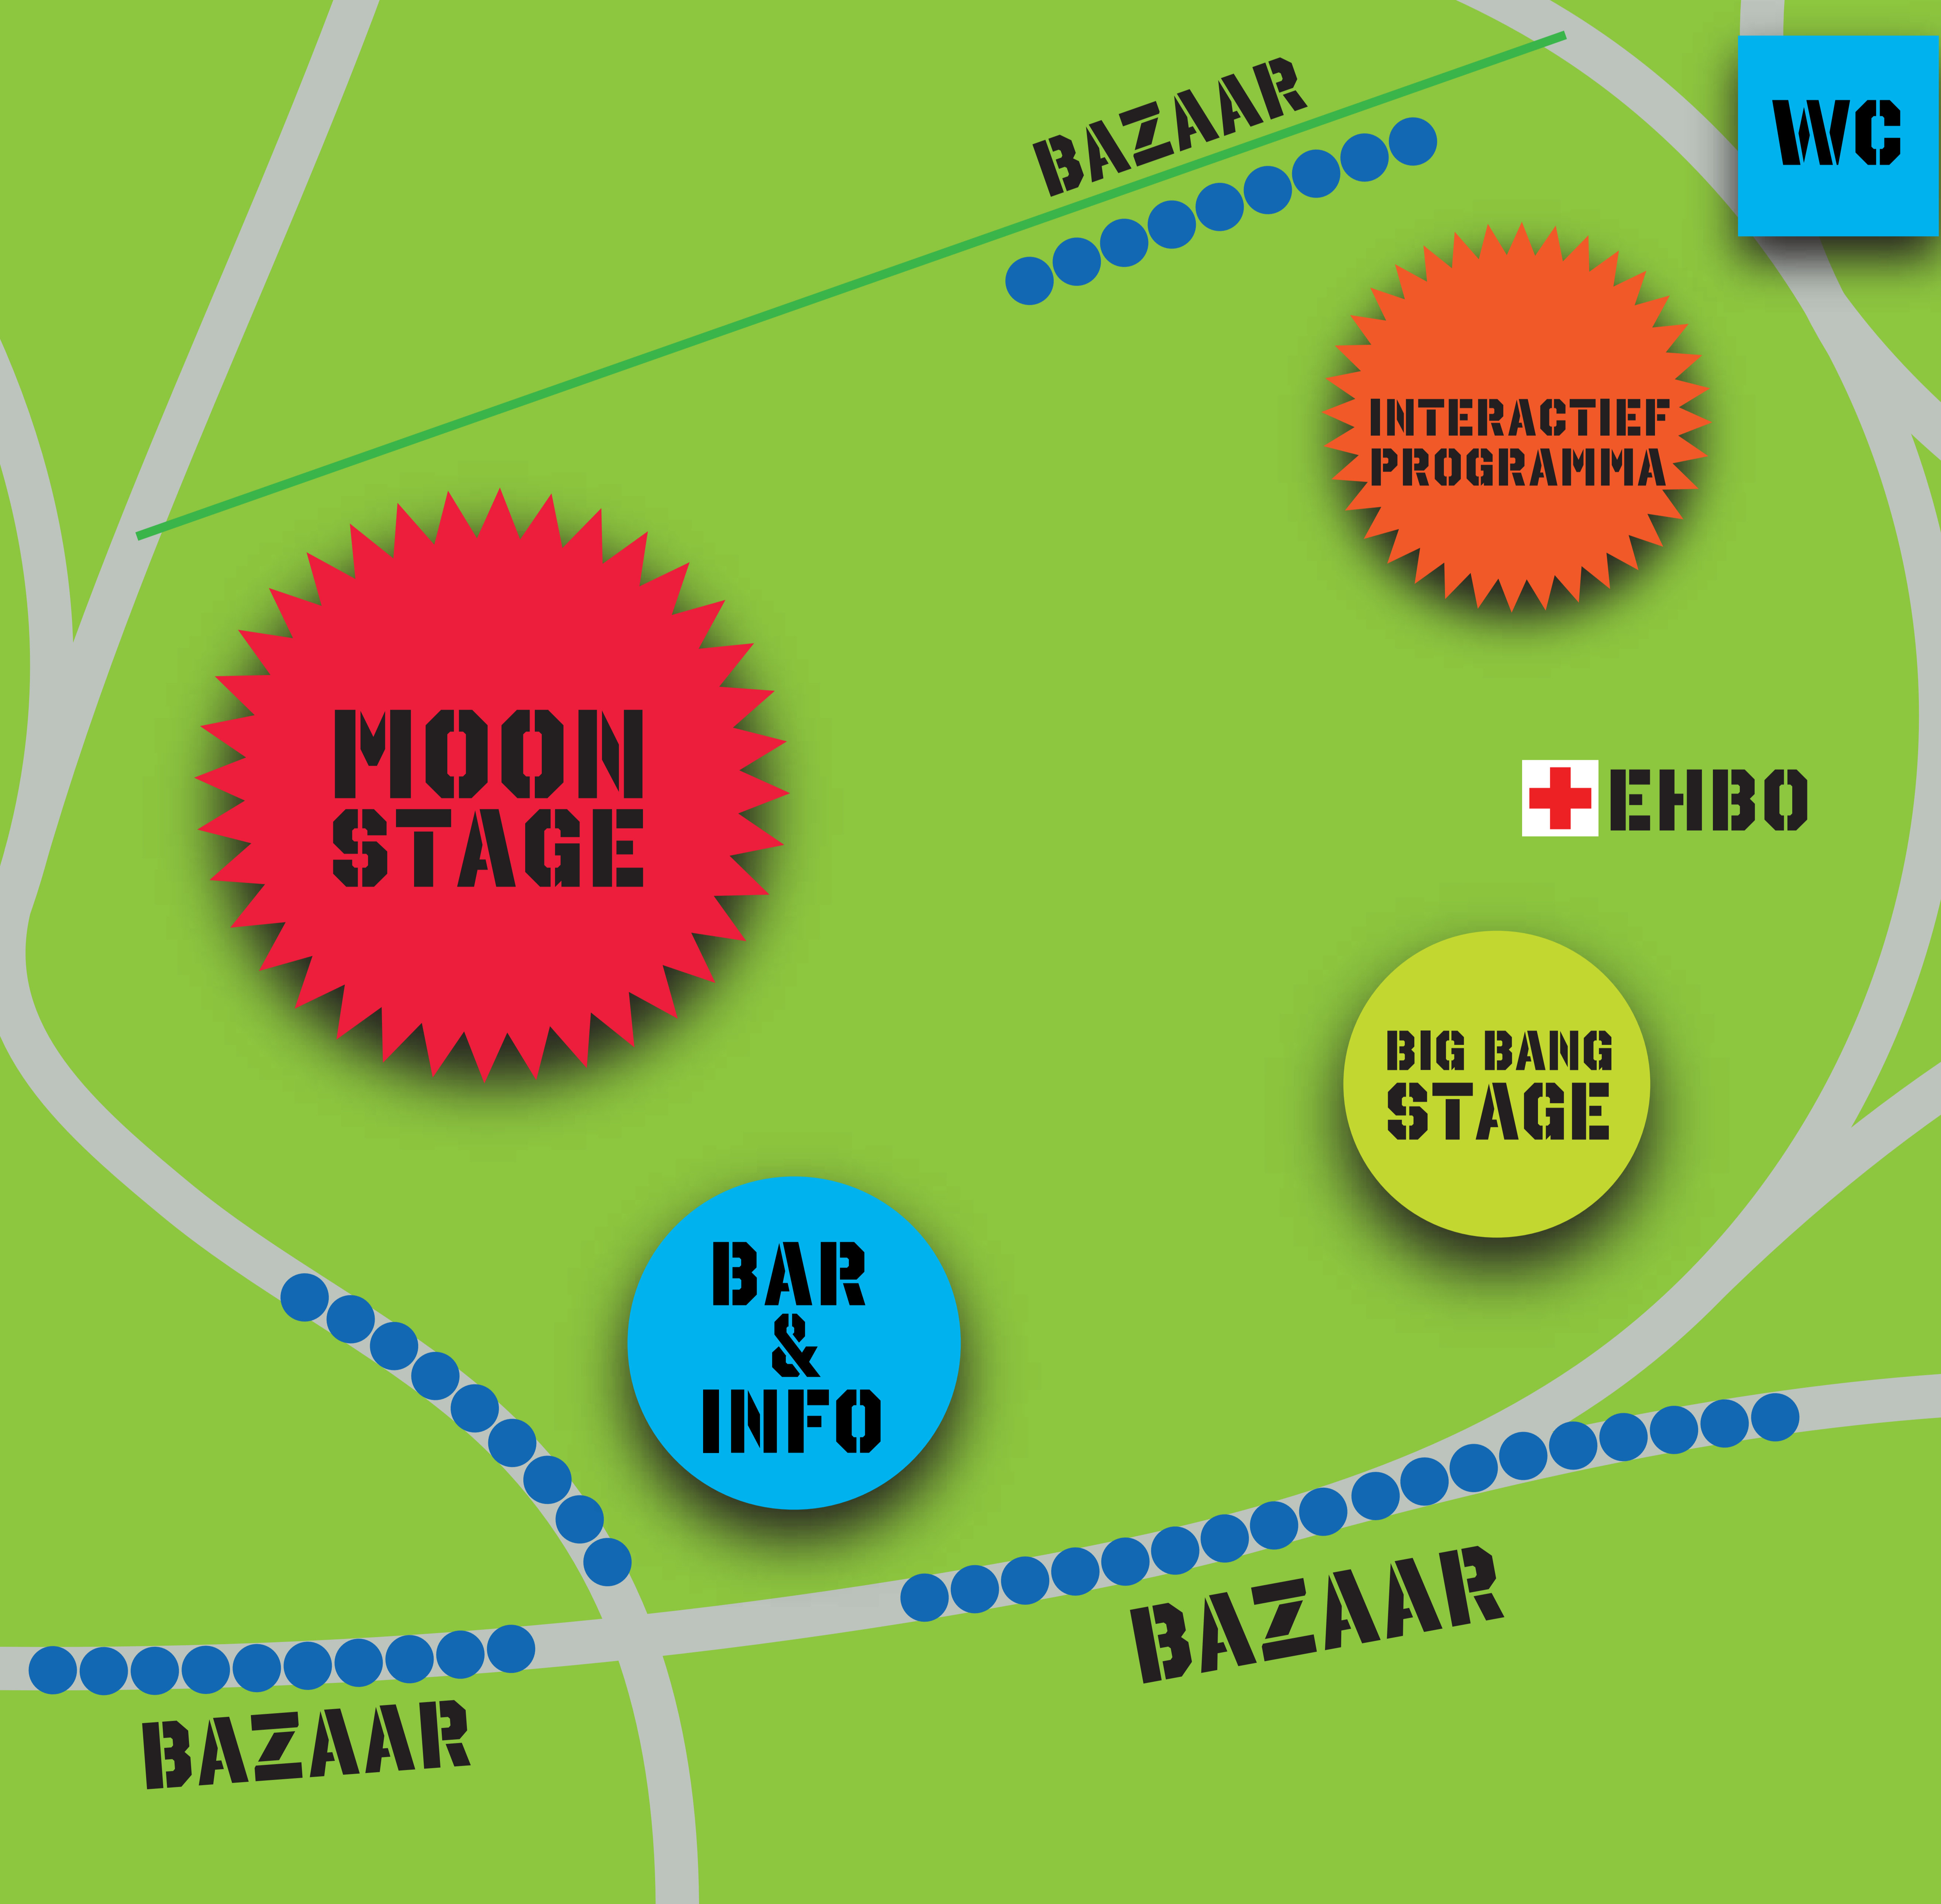 BAZAAR
WC
INTERACTIEF
PROGRAMMA
MOON
STAGE
EHBO
BIG BANG
STAGE
BAR
&
INFO
BAZAAR
BAZAAR